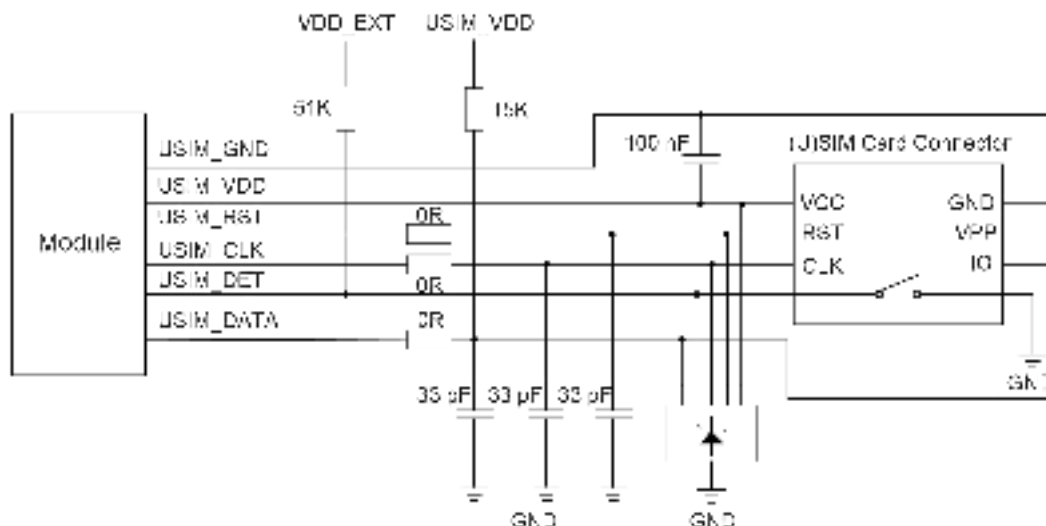 VDD_EXT
USIM_VDD
51K
15K
100 nF
(U)SIM Card Connector
USIM_GND
USIM_VDD
USIM_RST
USIM_CLK
USIM_DET
USIM_DATA
Module
0R
0R
0R
VCC
RST
CLK
GND
VPP
IO
33 pF
33 pF
33 pF
GND
GND
GND